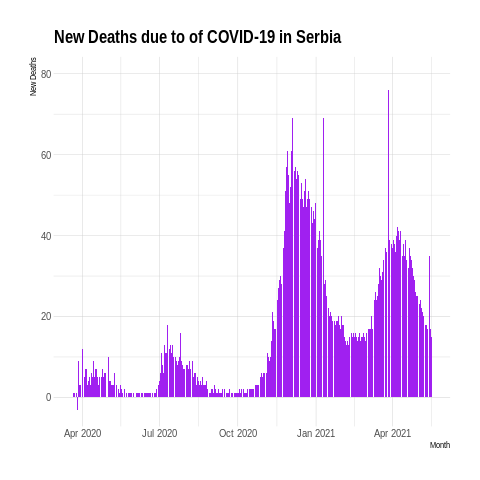 New Deaths due to of COVID-19 in Serbia
New Deaths
80
60
40
20
0
Apr 2020
Jul 2020
Oct 2020
Jan 2021
Apr 2021
Month